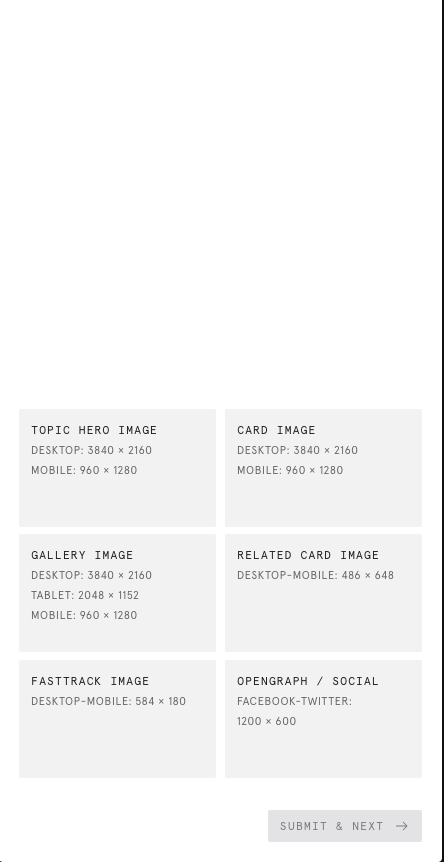 TOPIC HERO IMAGE
DESKTOP: 3840 × 2160
MOBILE: 960 × 1280
CARD IMAGE
DESKTOP: 3840 × 2160
MOBILE: 960 × 1280
GALLERY IMAGE
DESKTOP: 3840 × 2160
TABLET: 2048 × 1152
MOBILE: 960 × 1280
RELATED CARD IMAGE
DESKTOP-MOBILE: 486 × 648
FASTTRACK IMAGE
DESKTOP-MOBILE: 584 × 180
OPENGRAPH / SOCIAL
FACEBOOK-TWITTER:
1200 × 600
SUBMIT & NEXT →